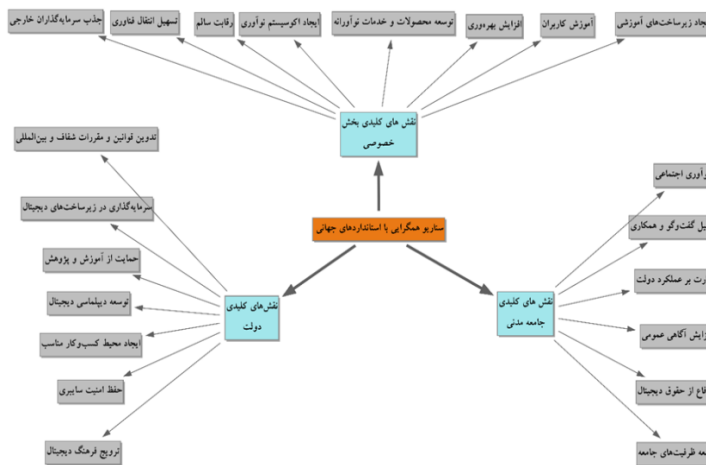 جذب سرمایه‌گذاران خارجی
تسهیل انتقال فناوری
رقابت سالم
ایجاد اکوسیستم نوآوری
توسعه محصولات و خدمات نوآورانه
افزایش بهره‌وری
آموزش کاربران
زیرساخت‌های آموزشی
نقش های کلیدی بخش
خصوصی
سناریو همگرایی با استانداردهای جهانی
نقش‌های کلیدی
دولت
تدوین قوانین و مقررات شفاف و بین‌المللی
سرمایه‌گذاری در زیرساخت‌های دیجیتال
حمایت از آموزش و پژوهش
توسعه دیپلماسی دیجیتال
ایجاد محیط کسب‌وکار مناسب
حفظ امنیت سایبری
ترویج فرهنگ دیجیتال
نقش های کلیدی
جامعه مدنی
اجتماعی
گفت‌وگو و همکاری
بر عملکرد دولت
آگاهی عمومی
از حقوق دیجیتال
ظرفیت‌های جامعه